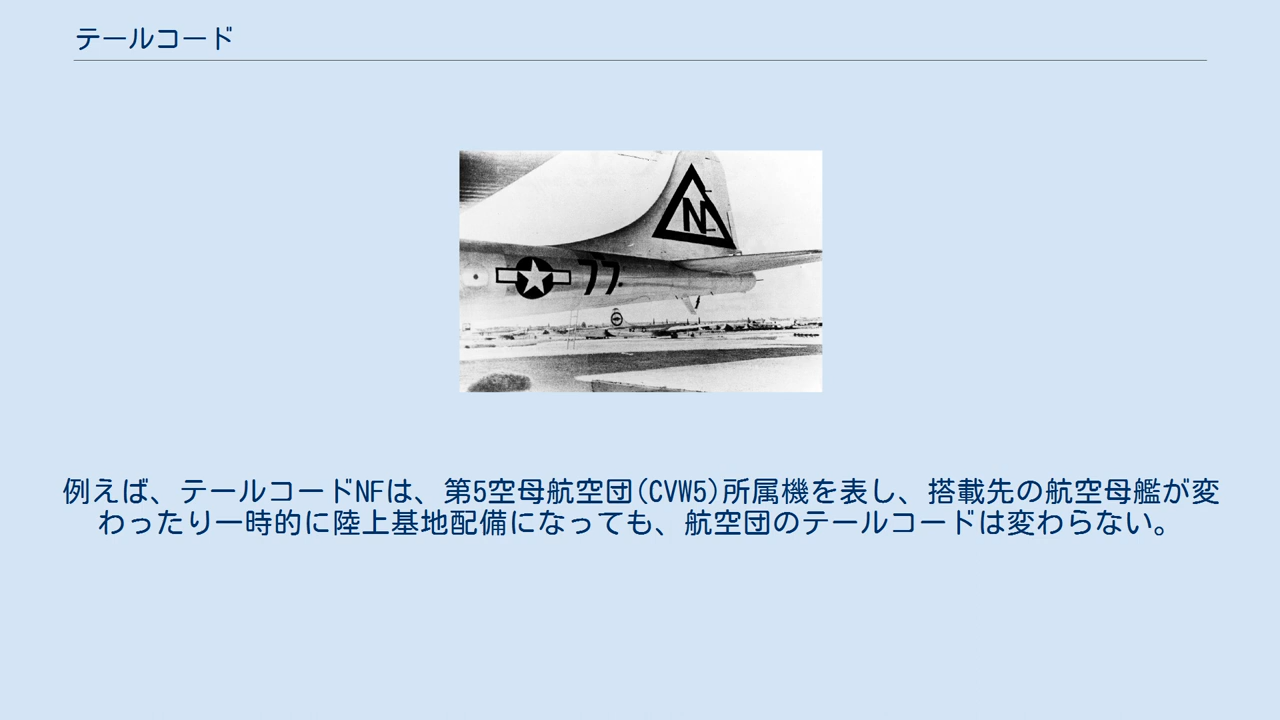 テールコード
N
77
例えば、テールコードNFは、第5空母航空団(CVW5)所属機を表し、搭載先の航空母艦が変
わったり一時的に陸上基地配備になっても、航空団のテールコードは変わらない。